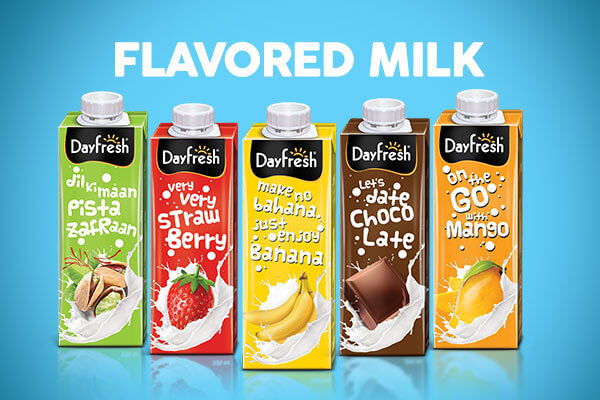 FLAVORED MILK
Dayfresh
dil
ki maan
Pista
Zafraan
Dayfresh
very
very
Straw
Berry
Dayfresh
make no
bahana,
just
enjoy
Banana
Dayfresh
Let's
date
Choco
Late
Dayfresh
on the
GO
with
Mango